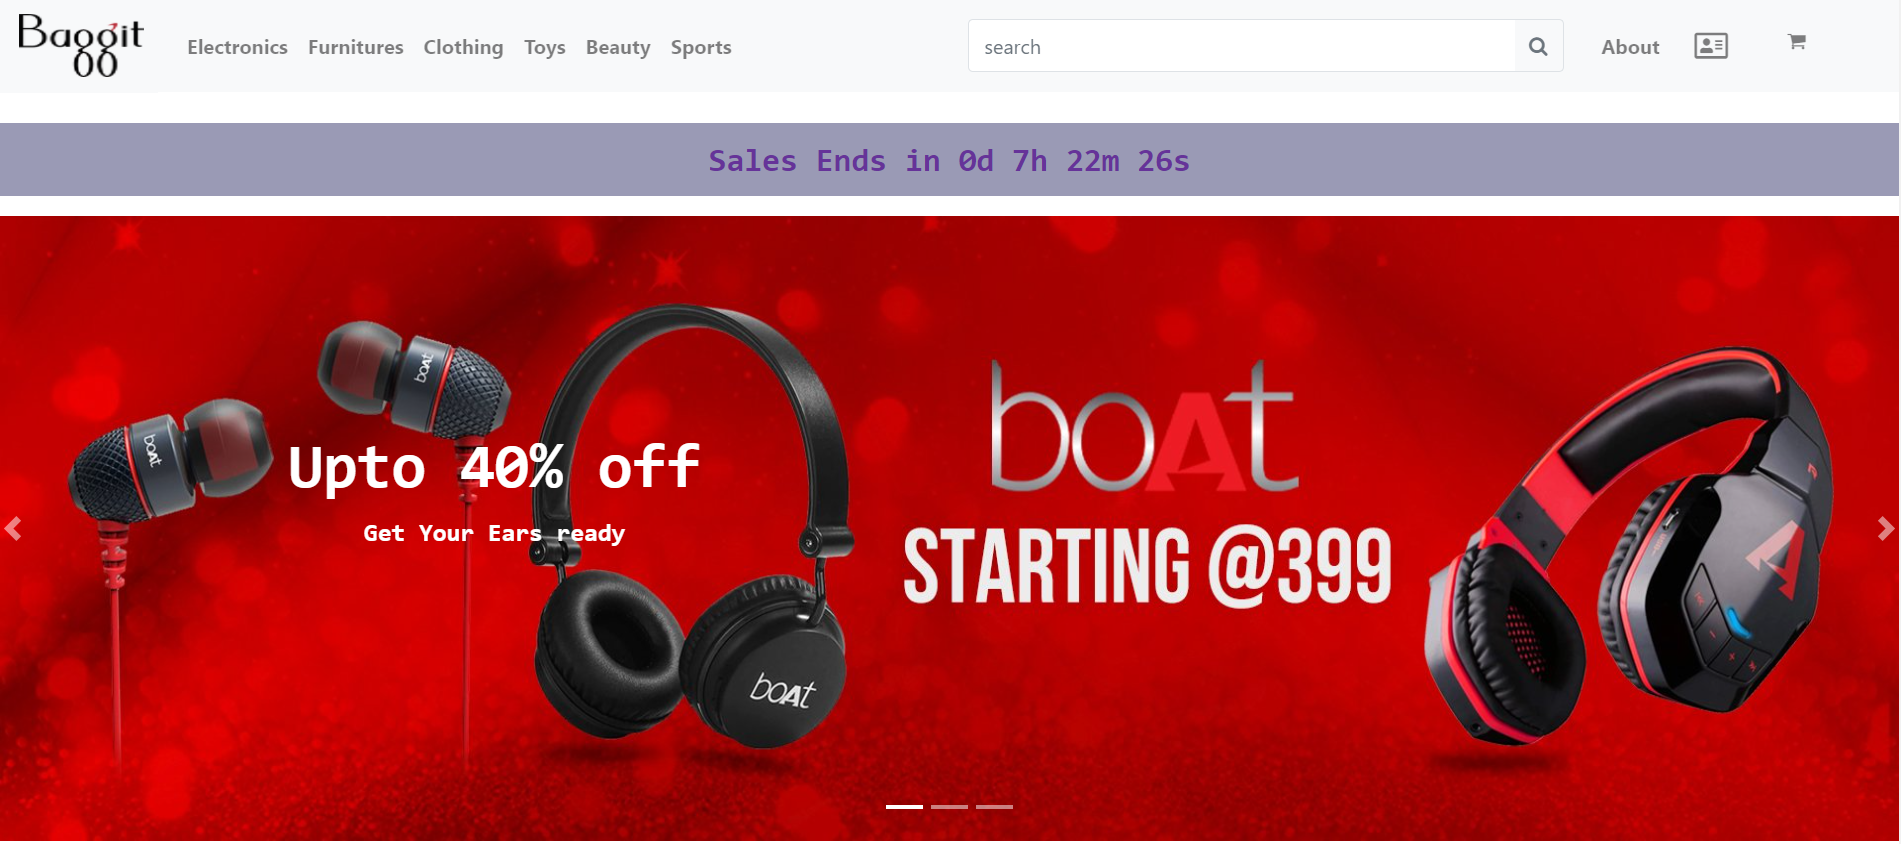 Baggit
Electronics Furnitures Clothing Toys Beauty Sports
search
About
Sales Ends in 0d 7h 22m 26s
boAt
boAt
Upto 40% off
Get Your Ears ready
boAt
STARTING @399
boAt